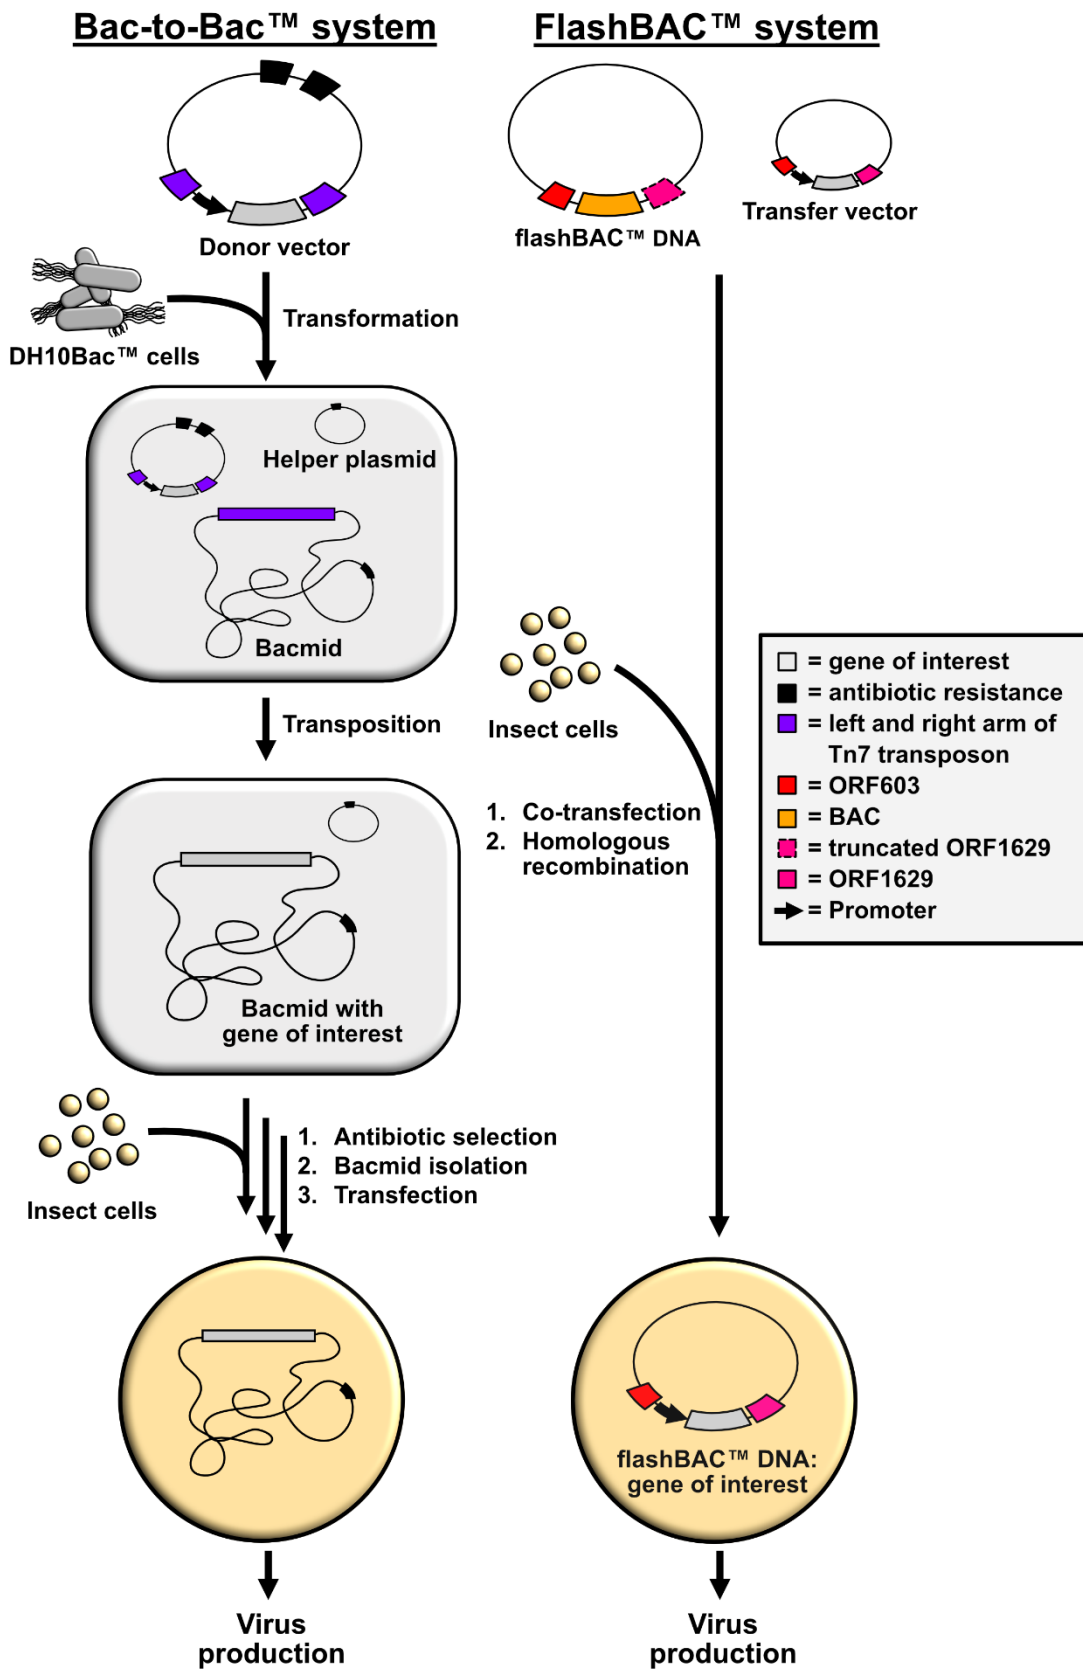 Bac-to-Bac™ system
FlashBAC™ system
Donor vector
flashBAC™ DNA
Transfer vector
DH10Bac™ cells
Transformation
Helper plasmid
Bacmid
Transposition
Insect cells
1. Co-transfection
2. Homologous
recombination
= gene of interest
= antibiotic resistance
= left and right arm of
Tn7 transposon
= ORF603
= BAC
= truncated ORF1629
= ORF1629
= Promoter
Bacmid with
gene of interest
Insect cells
1. Antibiotic selection
2. Bacmid isolation
3. Transfection
flashBAC™ DNA:
gene of interest
Virus
production
Virus
production